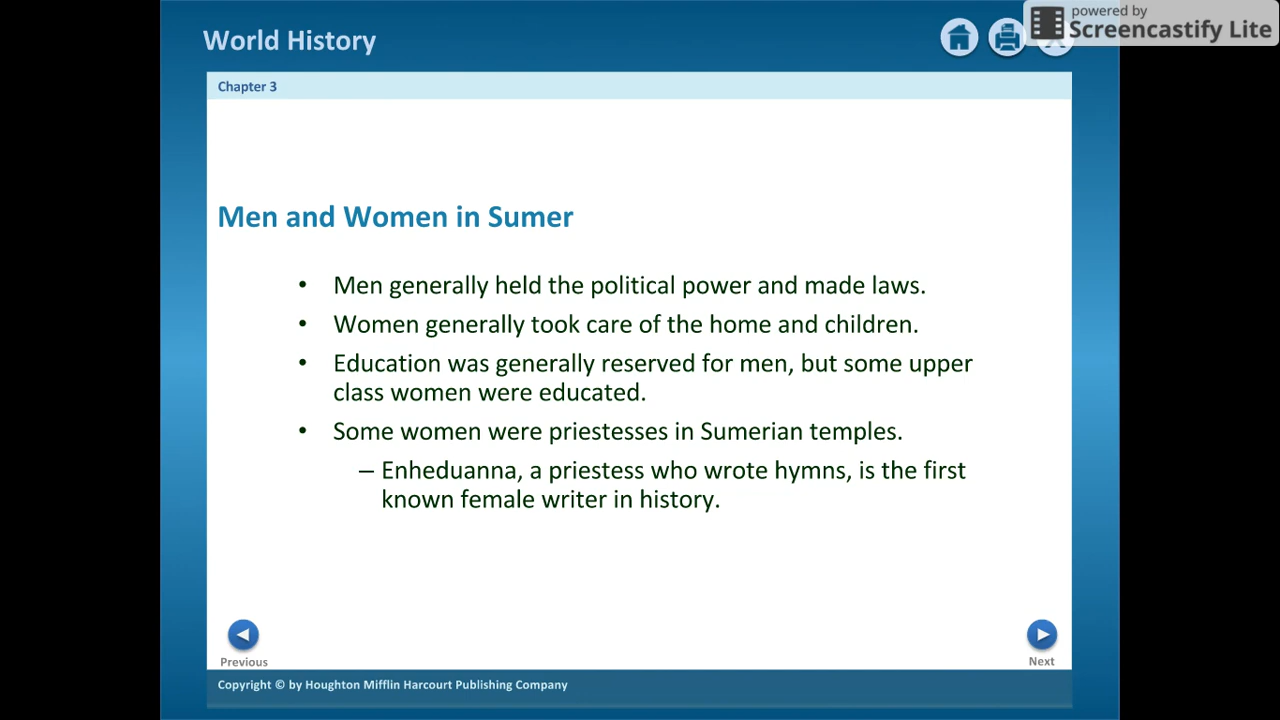 powered by
Screencastify Lite
World History
Chapter 3
Men and Women in Sumer
• Men generally held the political power and made laws.
• Women generally took care of the home and children.
• Education was generally reserved for men, but some upper
class women were educated.
• Some women were priestesses in Sumerian temples.
– Enheduanna, a priestess who wrote hymns, is the first
known female writer in history.
Previous
Next
Copyright © by Houghton Mifflin Harcourt Publishing Company